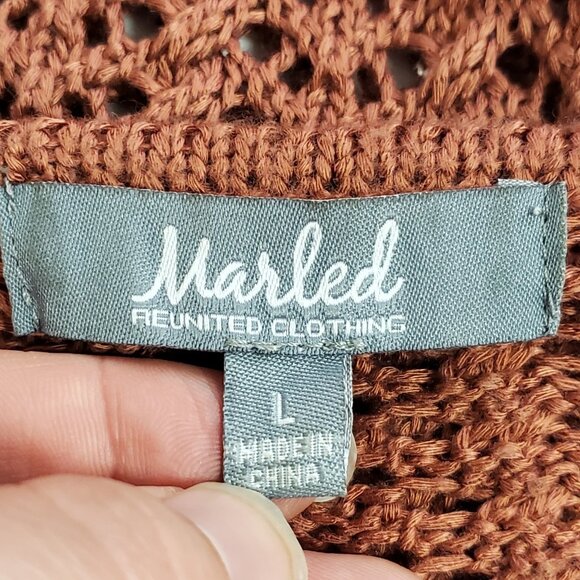 Marled
REUNITED CLOTHING
L
MADE IN
CHINA